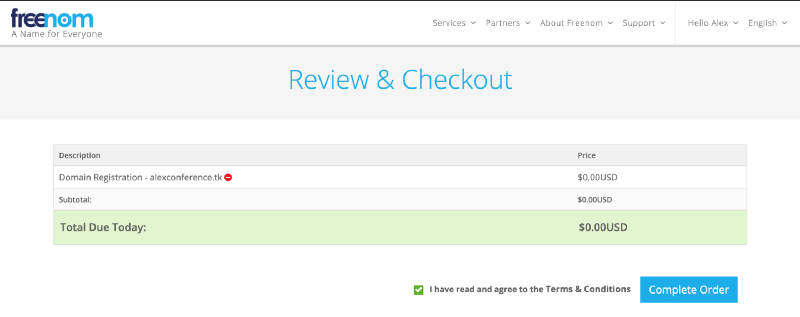 freenom
A Name for Everyone
Services Partners About Freenom Support Hello Alex English
Review & Checkout
Description Price
Domain Registration - alexconference.tk $0.00USD
Subtotal: $0.00USD
Total Due Today: $0.00USD
I have read and agree to the Terms & Conditions Complete Order